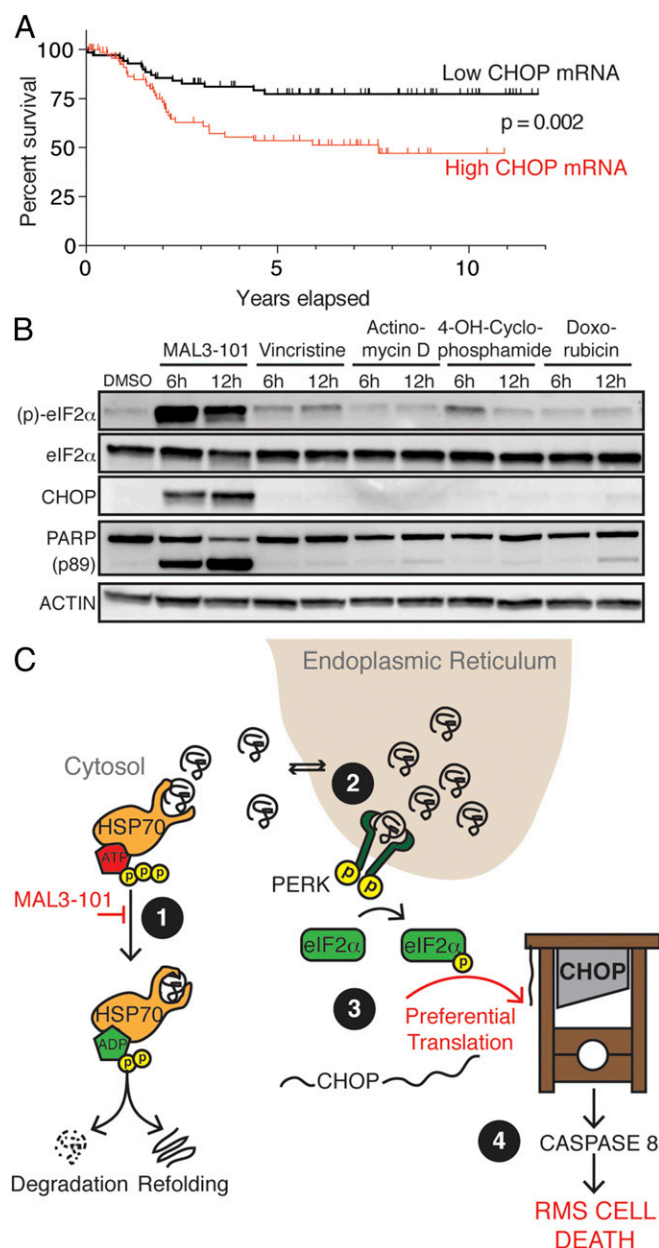 A
100
75
50
25
0
Percent survival
0
5
10
Years elapsed
Low CHOP mRNA
p = 0.002
High CHOP mRNA
B
DMSO
MAL3-101
Vincristine
Actino-
mycin D
4-OH-Cyclo-
phosphamide
Doxo-
rubicin
6h 12h 6h 12h 6h 12h 6h 12h 6h 12h
(p)-eIF2α
eIF2α
CHOP
PARP
(p89)
ACTIN
C
Endoplasmic Reticulum
Cytosol
HSP70
ATP
P P P
MAL3-101
1
HSP70
ADP
P P
Degradation Refolding
2
PERK
P P
eIF2α
eIF2α
P
3
Preferential
Translation
CHOP
CHOP
4
CASPASE 8
RMS CELL
DEATH